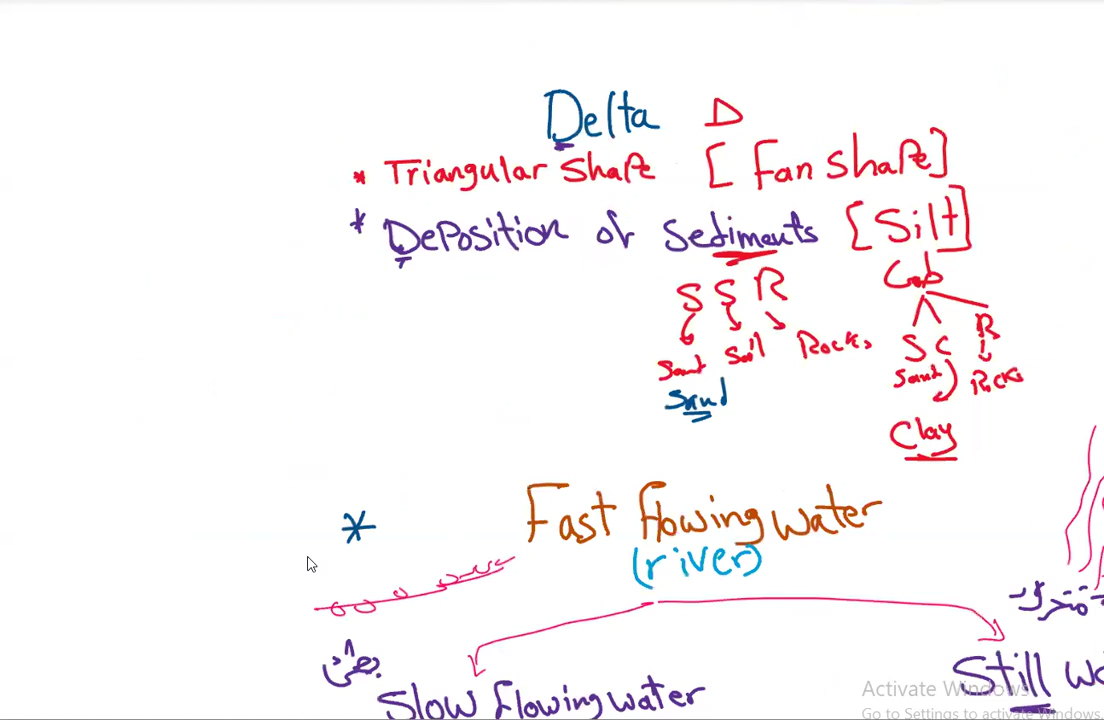 Delta D
* Triangular Shape [Fan Shape]
* Deposition of Sediments [Silt]
S S R
Sand Soil Rocks
Sand
S C R
Sand Rocks
Clay
* Fast flowing water
(river)
Slow flowing water
Still
Activate Windows
Go to Settings to activate Windows